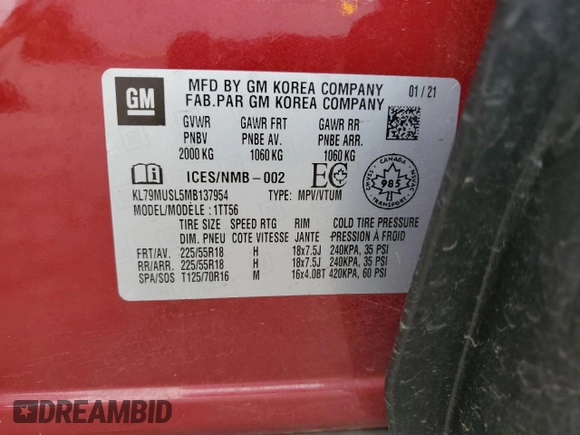 GM
MFD BY GM KOREA COMPANY 01/21
FAB.PAR GM KOREA COMPANY
GVWR GAWR FRT GAWR RR
PNBV PNBE AV. PNBE ARR.
2000 KG 1060 KG 1060 KG
ICES/NMB-002 EC
KL79MUSL5MB137954 TYPE: MPV/VTUM
MODEL/MODÈLE : 1TT56
CANADA
985
TIRE SIZE SPEED RTG RIM COLD TIRE PRESSURE
DIM. PNEU COTE VITESSE JANTE PRESSION À FROID
FRT/AV. 225/55R18 H 18x7.5J 240KPA, 35 PSI
RR/ARR. 225/55R18 H 18x7.5J 240KPA, 35 PSI
SPA/SOS T125/70R16 M 16x4.0BT 420KPA, 60 PSI
DREAMBID